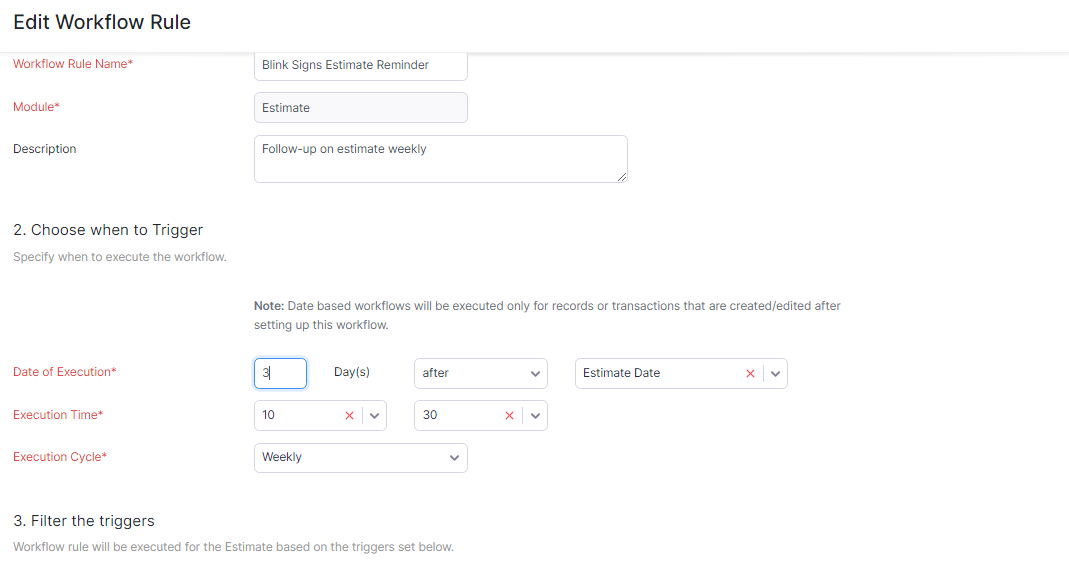 Edit Workflow Rule
Workflow Rule Name*
Blink Signs Estimate Reminder
Module*
Estimate
Description
Follow-up on estimate weekly
2. Choose when to Trigger
Specify when to execute the workflow.
Note: Date based workflows will be executed only for records or transactions that are created/edited after
setting up this workflow.
Date of Execution* 3 Day(s) after Estimate Date
Execution Time* 10 30
Execution Cycle* Weekly
3. Filter the triggers
Workflow rule will be executed for the Estimate based on the triggers set below.